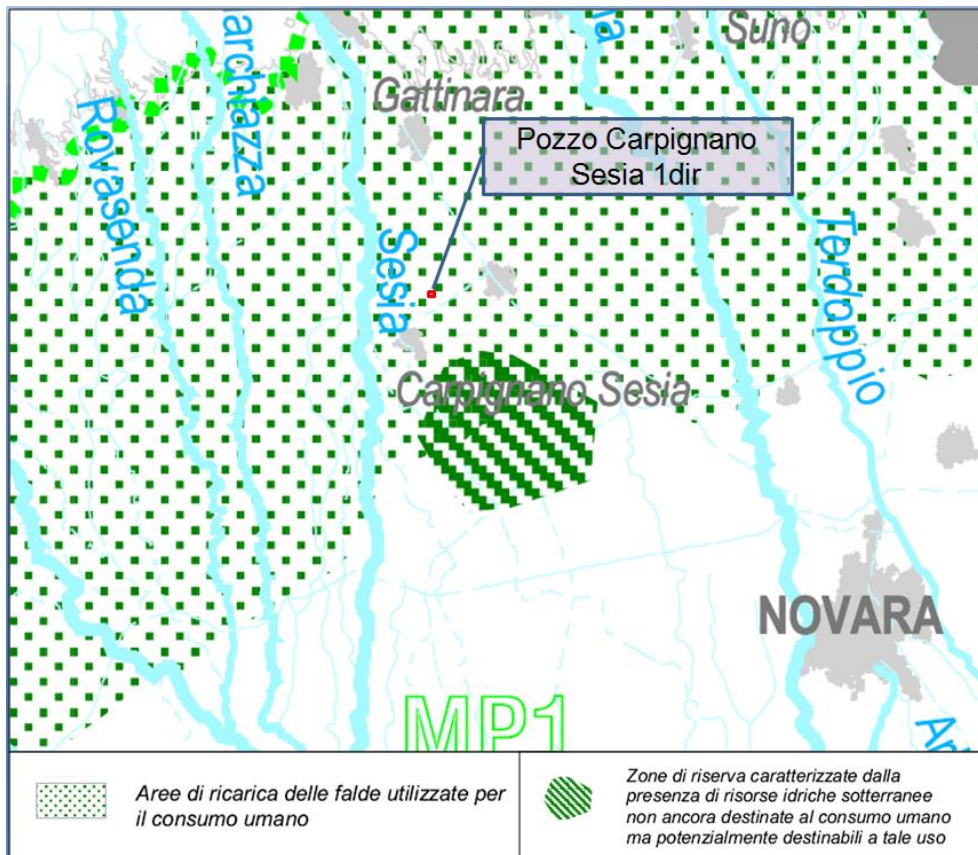 Suno
Gattinara
Pozzo Carpignano
Sesia 1dir
Rovasenda
Sesia
Terdoppio
Carpignano Sesia
NOVARA
MP1
Aree di ricarica delle falde utilizzate per
il consumo umano
Zone di riserva caratterizzate dalla
presenza di risorse idriche sotterranee
non ancora destinate al consumo umano
ma potenzialmente destinabili a tale uso